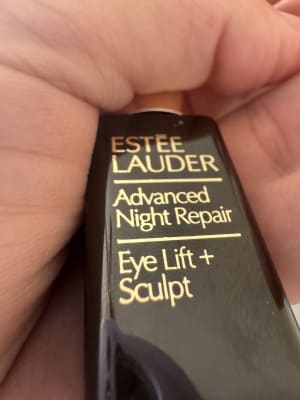 ESTĒE
LAUDER
Advanced
Night Repair
Eye Lift +
Sculpt